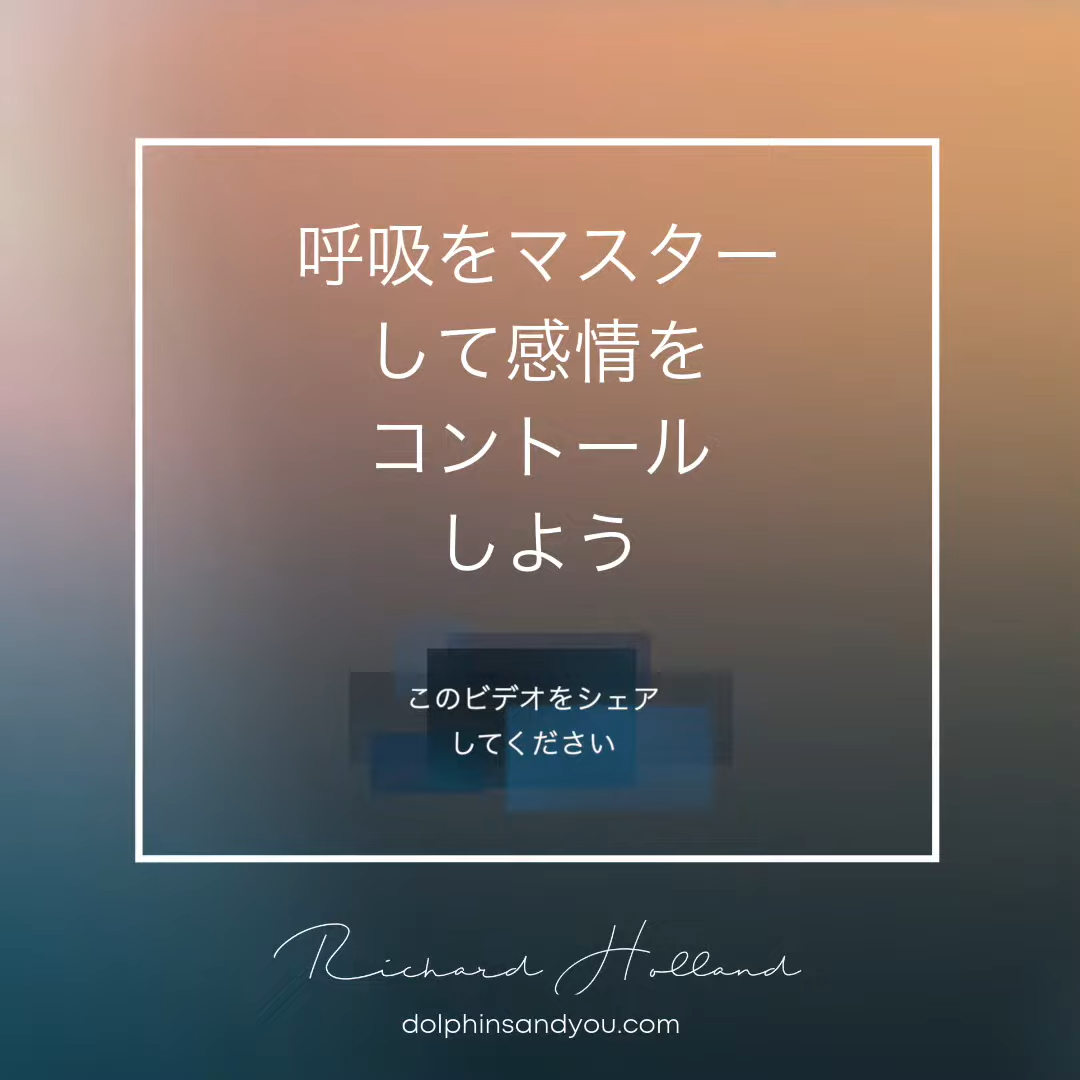 呼吸をマスター
して感情を
コントール
しよう
このビデオをシェア
してください
Richard Holland
dolphinsandyou.com